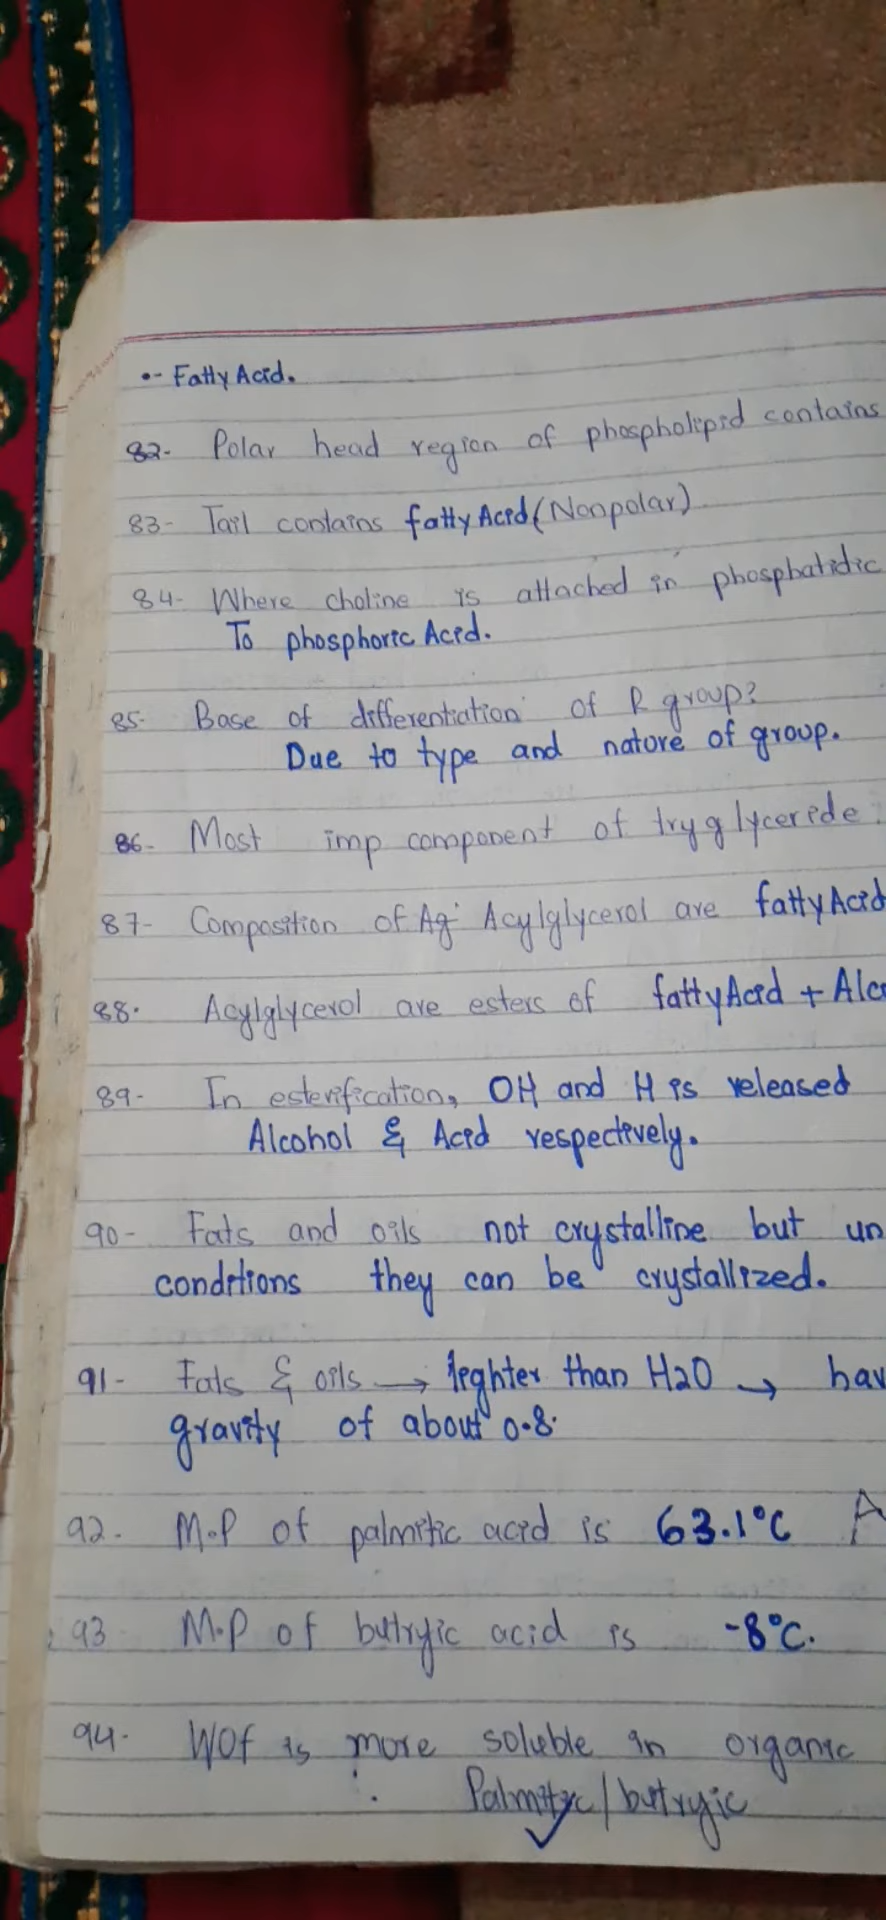 •- Fatty Acid.
82- Polar head region of phospholipid contains
83- Tail contains fatty Acid (Nonpolar)
84- Where choline is attached in phosphatidic
To phosphoric Acid.
85- Base of differentiation of R group?
Due to type and nature of group.
86- Most imp component of tryglyceride
87- Composition of Ag Acylglycerol are fatty Acid
88. Acylglycerol are esters of fatty Acid + Alco
89- In esterification, OH and H is released
Alcohol & Acid respectively.
90- Fats and oils not crystalline but un
conditions they can be crystallized.
91- Fats & oils → lighter than H2O → hav
gravity of about 0.8.
92. M.P of palmitic acid is 63.1°C A
93 M.P of butryic acid is -8°C.
94. WOf is more soluble in organic
Palmityc/butryic